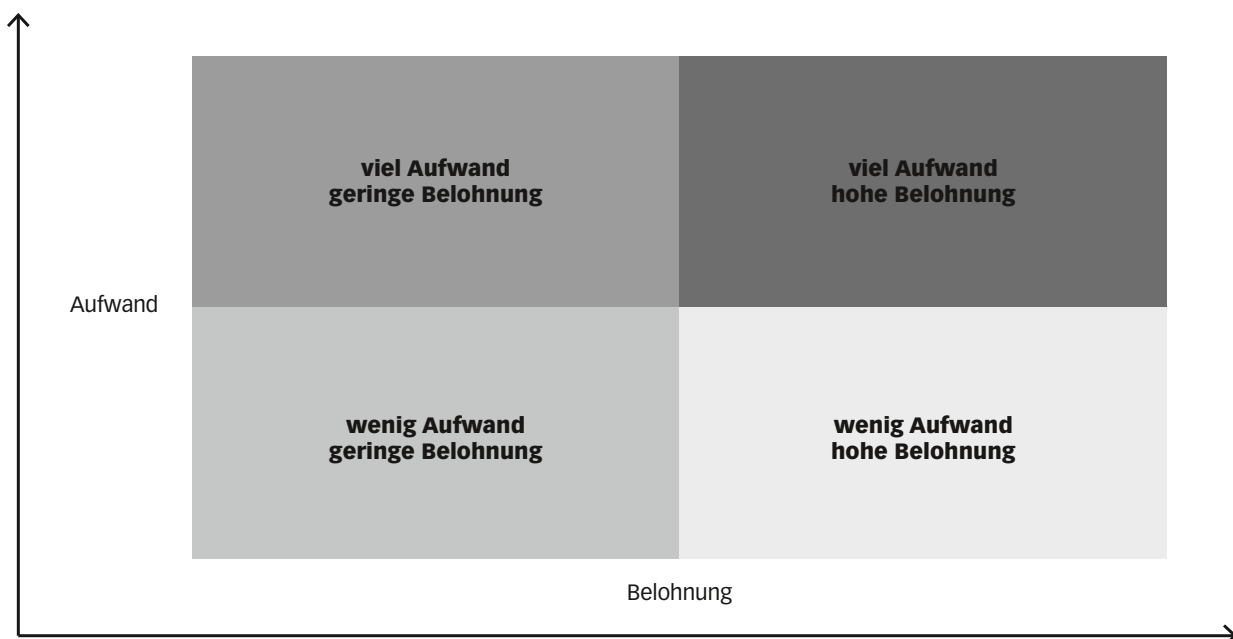 viel Aufwand
geringe Belohnung
viel Aufwand
hohe Belohnung
Aufwand
wenig Aufwand
geringe Belohnung
wenig Aufwand
hohe Belohnung
Belohnung